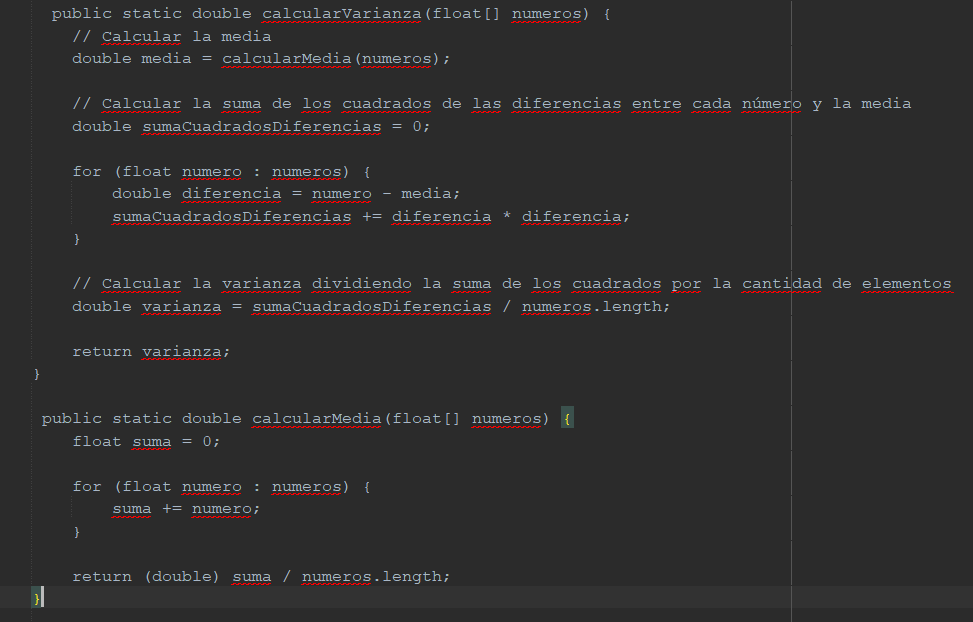 public static double calcularVarianza(float[] numeros) {
// Calcular la media
double media = calcularMedia(numeros);
// Calcular la suma de los cuadrados de las diferencias entre cada número y la media
double sumaCuadradosDiferencias = 0;
for (float numero : numeros) {
double diferencia = numero - media;
sumaCuadradosDiferencias += diferencia * diferencia;
}
// Calcular la varianza dividiendo la suma de los cuadrados por la cantidad de elementos
double varianza = sumaCuadradosDiferencias / numeros.length;
return varianza;
}
public static double calcularMedia(float[] numeros) {
float suma = 0;
for (float numero : numeros) {
suma += numero;
}
return (double) suma / numeros.length;
}